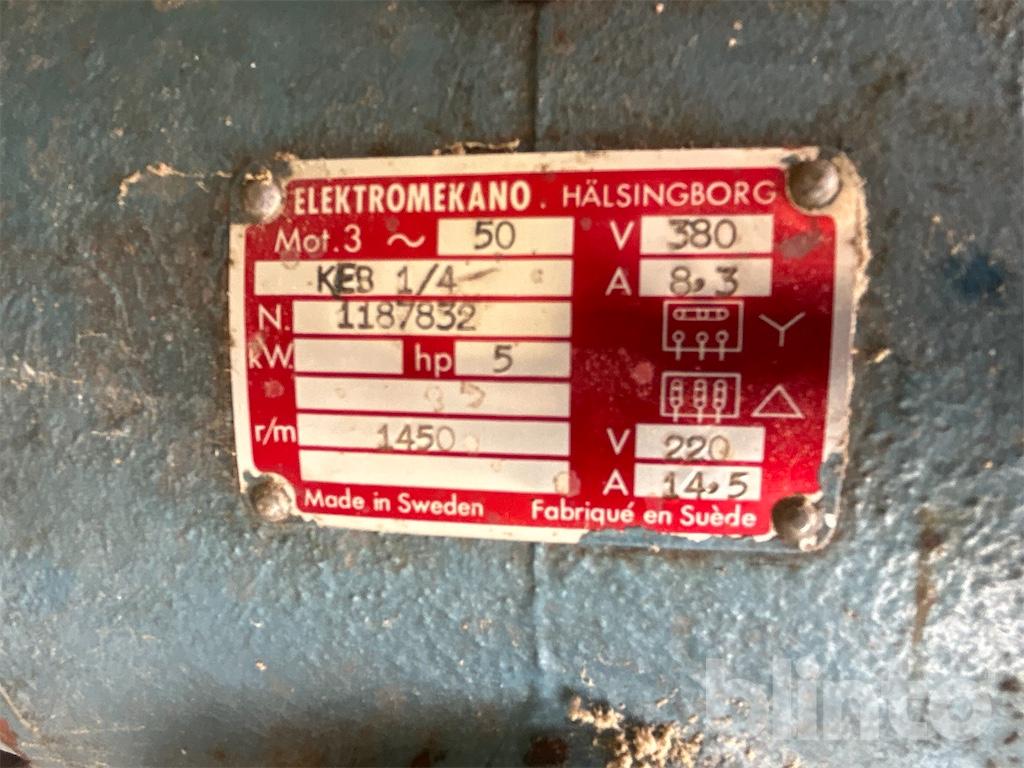 ELEKTROMEKANO. HÄLSINGBORG
Mot.3 ~ 50 V 380
KEB 1/4 A 8,3
N. 1187832
kW. hp 5
r/m 1450 V 220
A 14,5
Made in Sweden Fabriqué en Suède
blinto